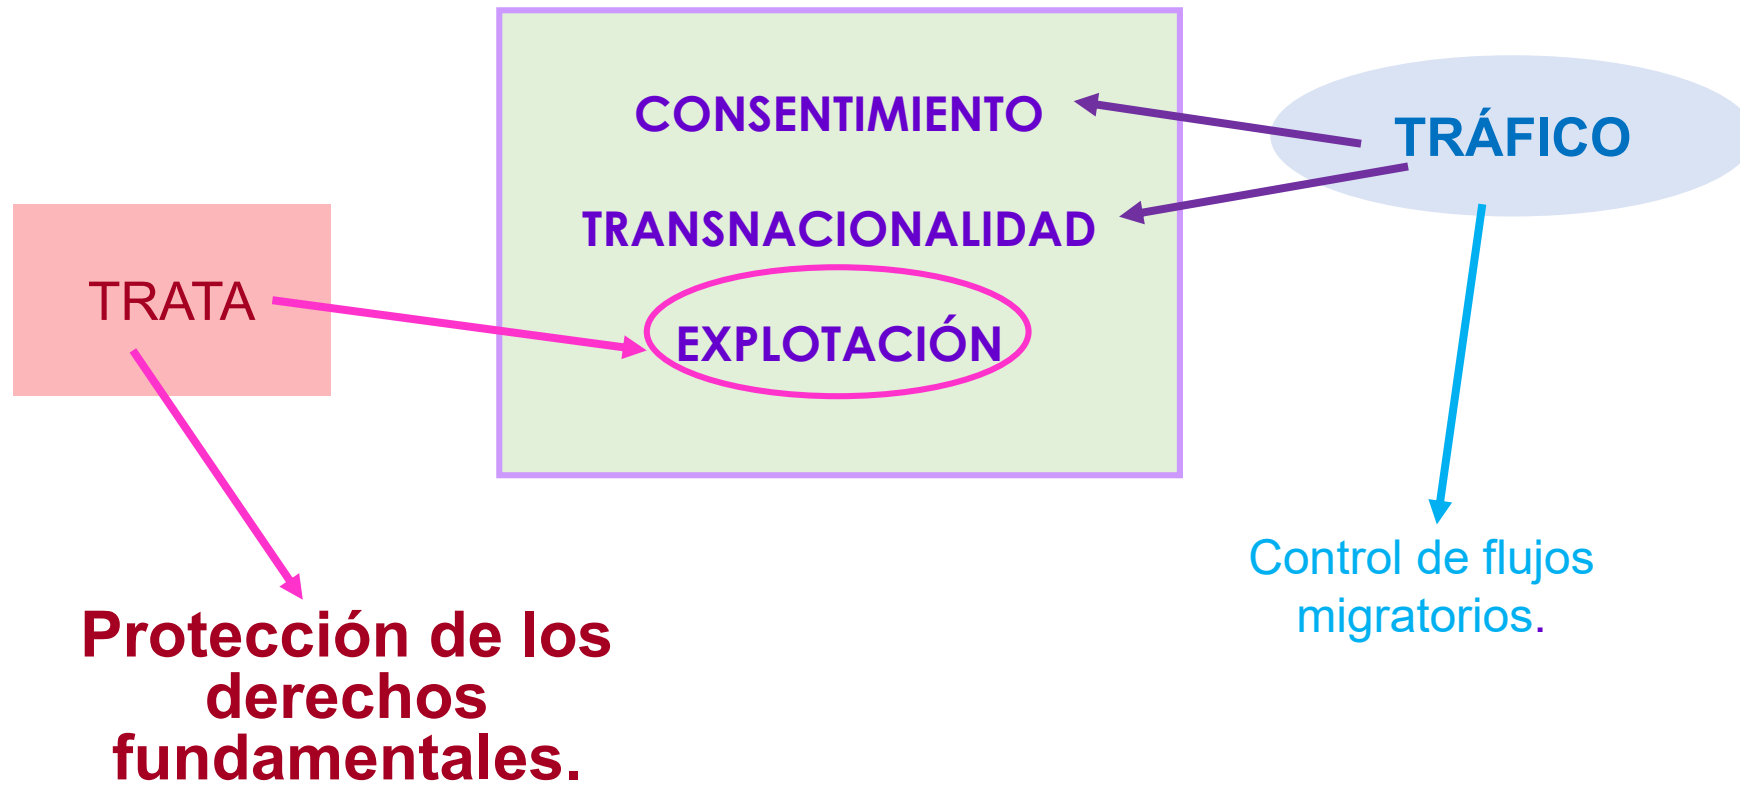 CONSENTIMIENTO
TRÁFICO
TRANSNACIONALIDAD
TRATA
EXPLOTACIÓN
Control de flujos
migratorios.
Protección de los
derechos
fundamentales.